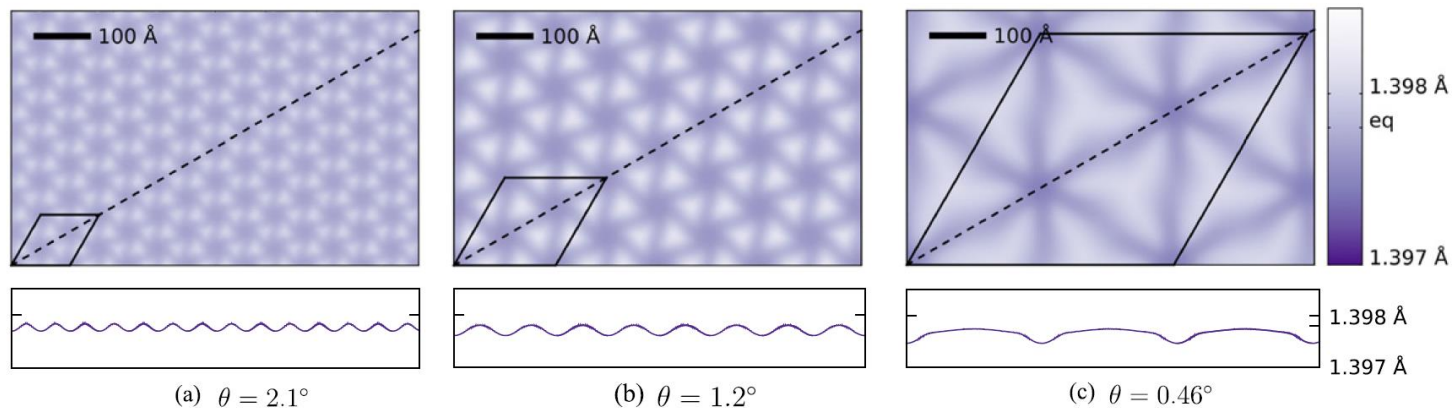 100 Å
100 Å
100 Å
1.398 Å
eq
1.397 Å
1.398 Å
1.397 Å
(a) θ = 2.1°
(b) θ = 1.2°
(c) θ = 0.46°